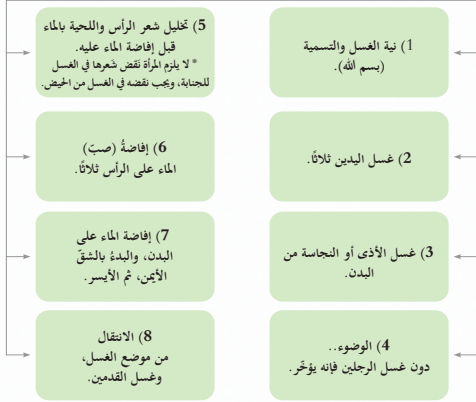 1) نية الغسل والتسمية
(بسم الله).
2) غسل اليدين ثلاثًا.
3) غسل الأذى أو النجاسة من
البدن.
4) الوضوء..
دون غسل الرجلين فإنه يؤخّر.
5) تخليل شعر الرأس واللحية بالماء
قبل إفاضة الماء عليه.
* لا يلزم المرأة نَقض شَعرها في الغسل
للجنابة، ويجب نقضه في الغسل من الحيض.
6) إفاضةُ (صبّ)
الماء على الرأس ثلاثًا.
7) إفاضة الماء على
البدن، والبدءُ بالشقّ
الأيمن، ثم الأيسر.
8) الانتقال
من موضع الغسل،
وغسل القدمين.